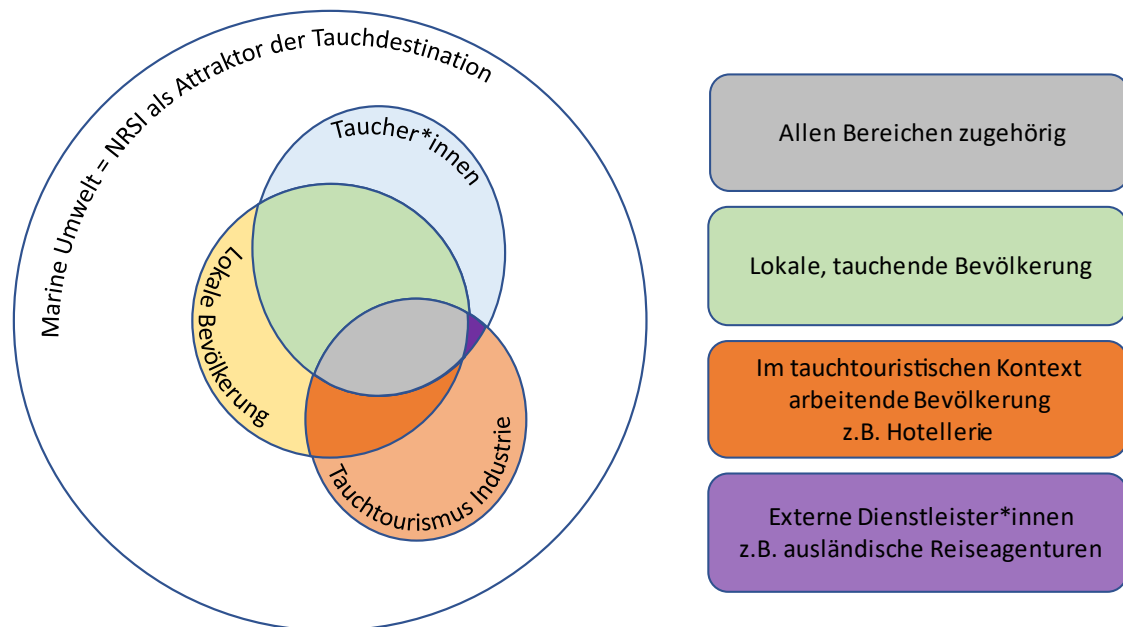 Marine Umwelt = NRSI als Attraktor der Tauchdestination
Taucher*innen
Lokale Bevölkerung
Tauchtourismus Industrie
Allen Bereichen zugehörig
Lokale, tauchende Bevölkerung
Im tauchtouristischen Kontext
arbeitende Bevölkerung
z.B. Hotellerie
Externe Dienstleister*innen
z.B. ausländische Reiseagenturen